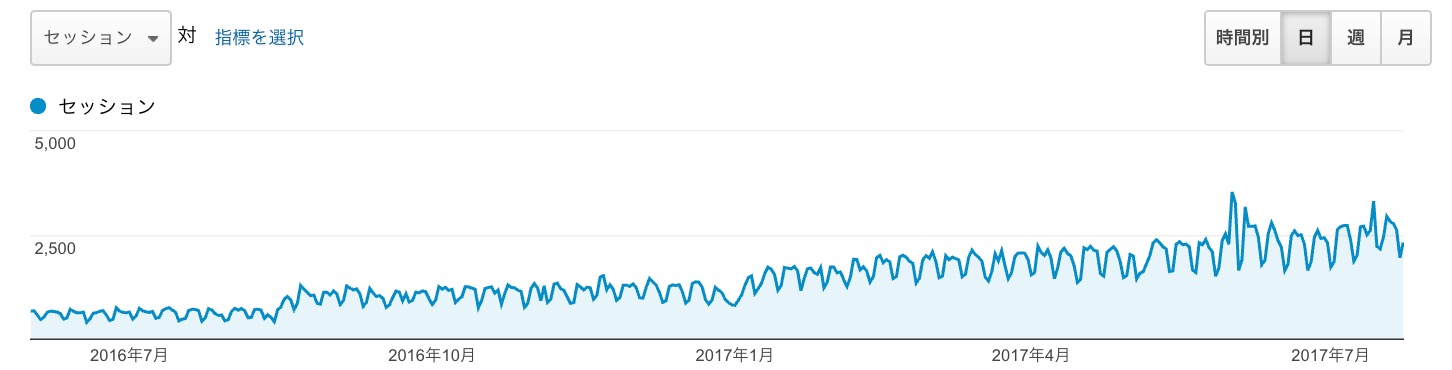 セッション 対 指標を選択 時間別 日 週 月
セッション
5,000
2,500
2016年7月 2016年10月 2017年1月 2017年4月 2017年7月